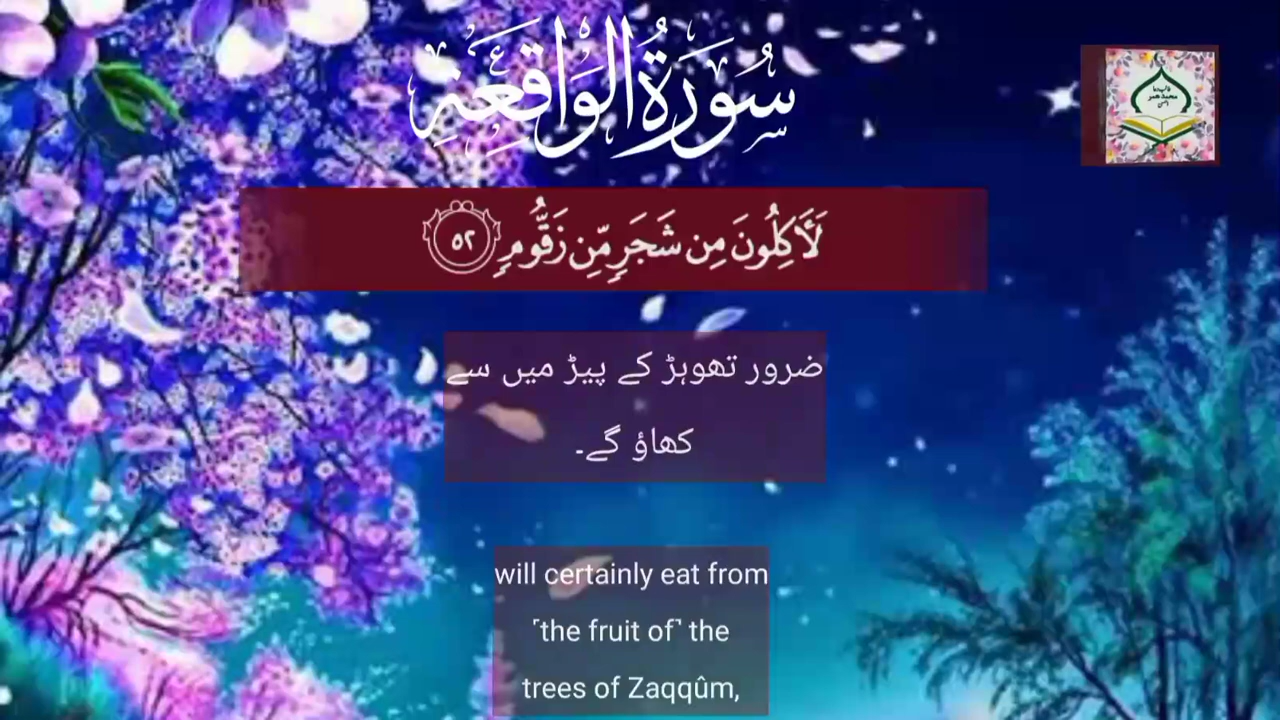 سُورَةُ الوَاقِعَةِ
لَأَكِلُونَ مِن شَجَرٍ مِّن زَقُّومٍ ٥٢
ضرور تھوہڑ کے پیڑ میں سے
کھاؤ گے۔
will certainly eat from
˹the fruit of˺ the
trees of Zaqqûm,